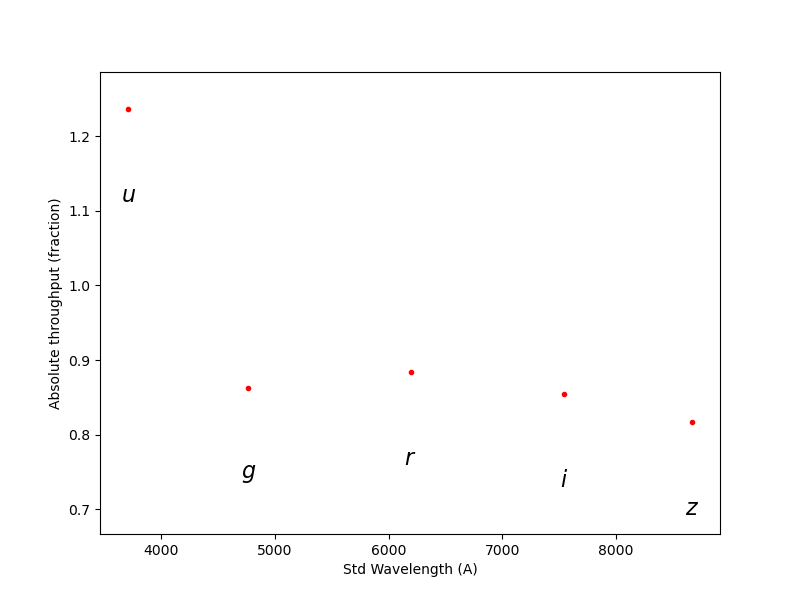 1.2
u
1.1
1.0
0.9
0.8
g
r
i
z
0.7
4000 5000 6000 7000 8000
Std Wavelength (A)
Absolute throughput (fraction)